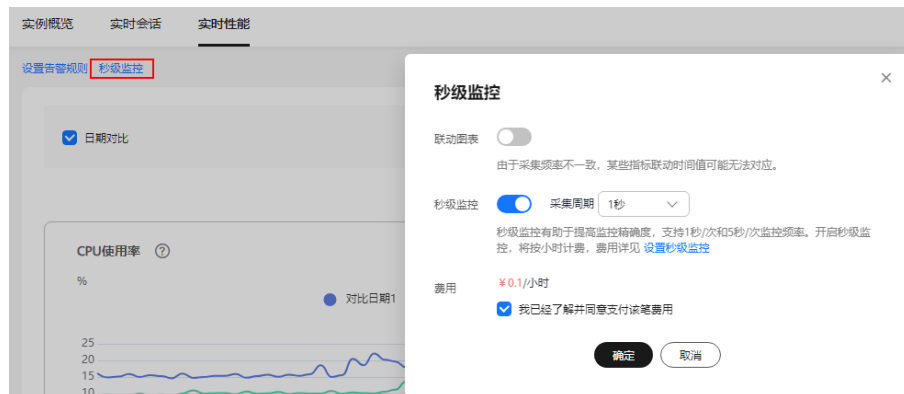 实例概览 实时会话 实时性能
设置告警规则 秒级监控
日期对比
CPU使用率 ?
%
对比日期1
25
20
15
10
秒级监控
联动图表
由于采集频率不一致，某些指标联动时间值可能无法对应。
秒级监控 采集周期 1秒
秒级监控有助于提高监控精确度，支持1秒/次和5秒/次监控频率。开启秒级监
控，将按小时计费，费用详见 设置秒级监控
费用 ￥0.1/小时
我已经了解并同意支付该笔费用
确定 取消